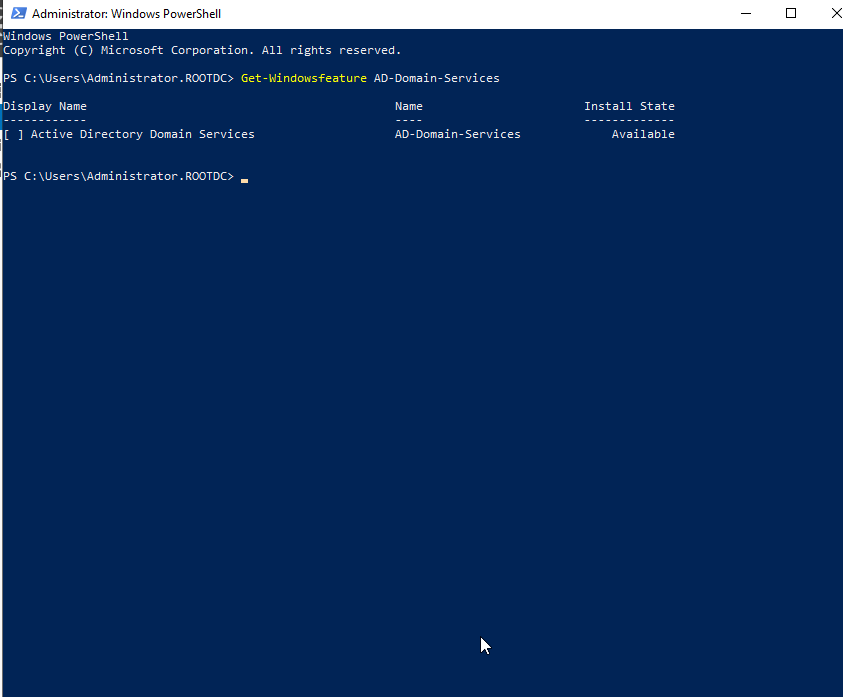 Administrator: Windows PowerShell
Windows PowerShell
Copyright (C) Microsoft Corporation. All rights reserved.
PS C:\Users\Administrator.ROOTDC> Get-Windowsfeature AD-Domain-Services
Display Name Name Install State
------------ ---- -------------
[ ] Active Directory Domain Services AD-Domain-Services Available
PS C:\Users\Administrator.ROOTDC>